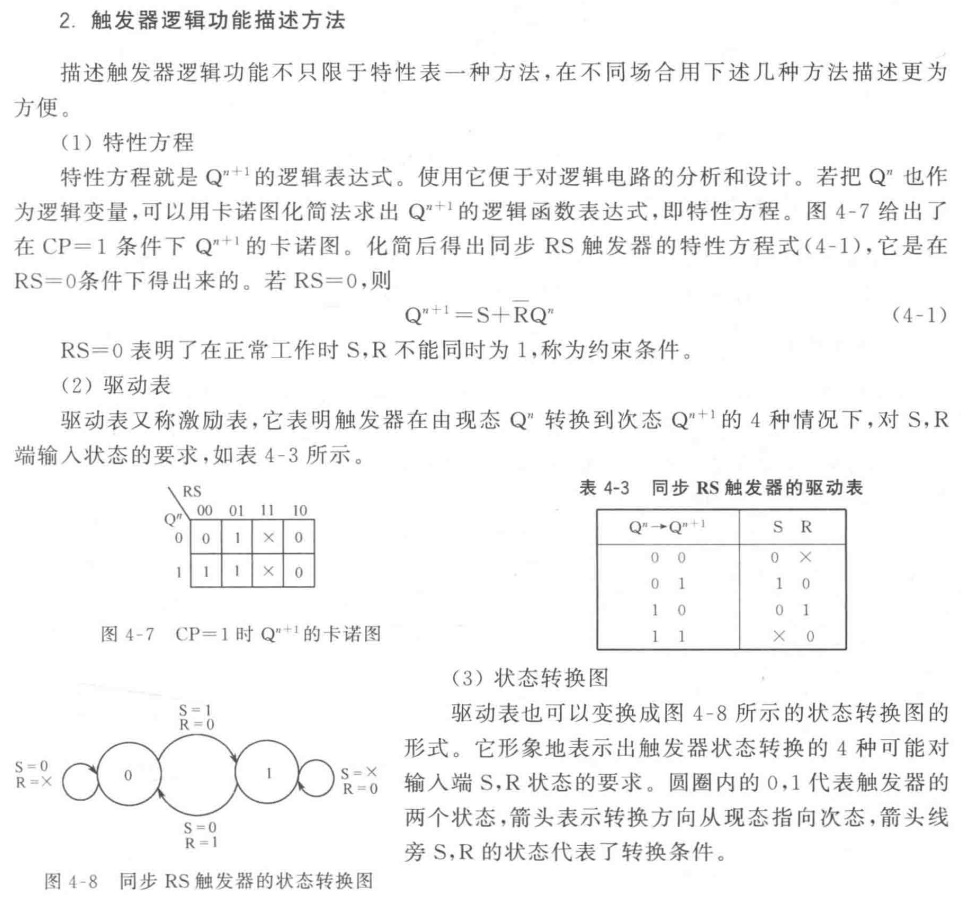 2. 触发器逻辑功能描述方法
描述触发器逻辑功能不只限于特性表一种方法,在不同场合用下述几种方法描述更为
方便。
(1) 特性方程
特性方程就是 Qⁿ⁺¹的逻辑表达式。使用它便于对逻辑电路的分析和设计。若把 Qⁿ 也作
为逻辑变量,可以用卡诺图化简法求出 Qⁿ⁺¹的逻辑函数表达式,即特性方程。图 4-7 给出了
在 CP=1 条件下 Qⁿ⁺¹的卡诺图。化简后得出同步 RS 触发器的特性方程式(4-1),它是在
RS=0条件下得出来的。若 RS=0,则
Qⁿ⁺¹=S+R̅Qⁿ (4-1)
RS=0 表明了在正常工作时 S,R 不能同时为 1,称为约束条件。
(2) 驱动表
驱动表又称激励表,它表明触发器在由现态 Qⁿ 转换到次态 Qⁿ⁺¹的 4 种情况下,对 S,R
端输入状态的要求,如表 4-3 所示。
RS
Qⁿ 00 01 11 10
0 0 1 × 0
1 1 1 × 0
图 4-7 CP=1 时 Qⁿ⁺¹的卡诺图
表 4-3 同步 RS 触发器的驱动表
Qⁿ→Qⁿ⁺¹ S R
0 0 0 ×
0 1 1 0
1 0 0 1
1 1 × 0
S=1
R=0
S=0
R=×
0
1
S=×
R=0
S=0
R=1
图 4-8 同步 RS 触发器的状态转换图
(3) 状态转换图
驱动表也可以变换成图 4-8 所示的状态转换图的
形式。它形象地表示出触发器状态转换的 4 种可能对
输入端 S,R 状态的要求。圆圈内的 0,1 代表触发器的
两个状态,箭头表示转换方向从现态指向次态,箭头线
旁 S,R 的状态代表了转换条件。